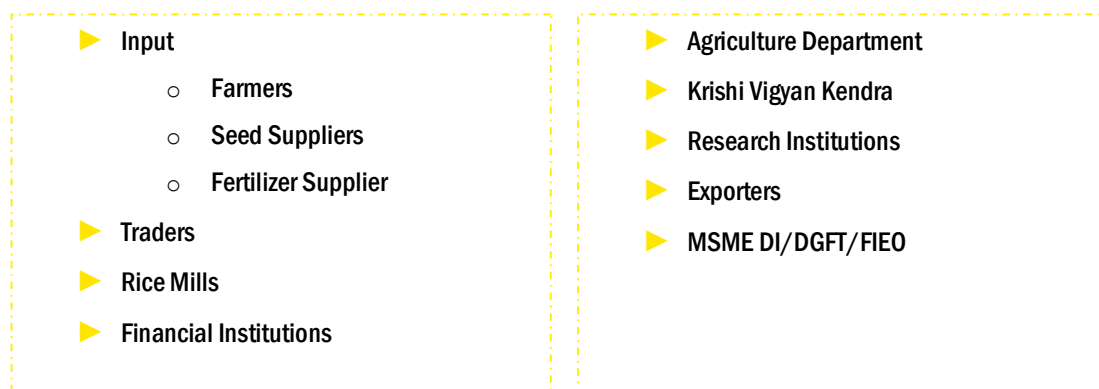 Input
Farmers
Seed Suppliers
Fertilizer Supplier
Traders
Rice Mills
Financial Institutions
Agriculture Department
Krishi Vigyan Kendra
Research Institutions
Exporters
MSME DI/DGFT/FIEO